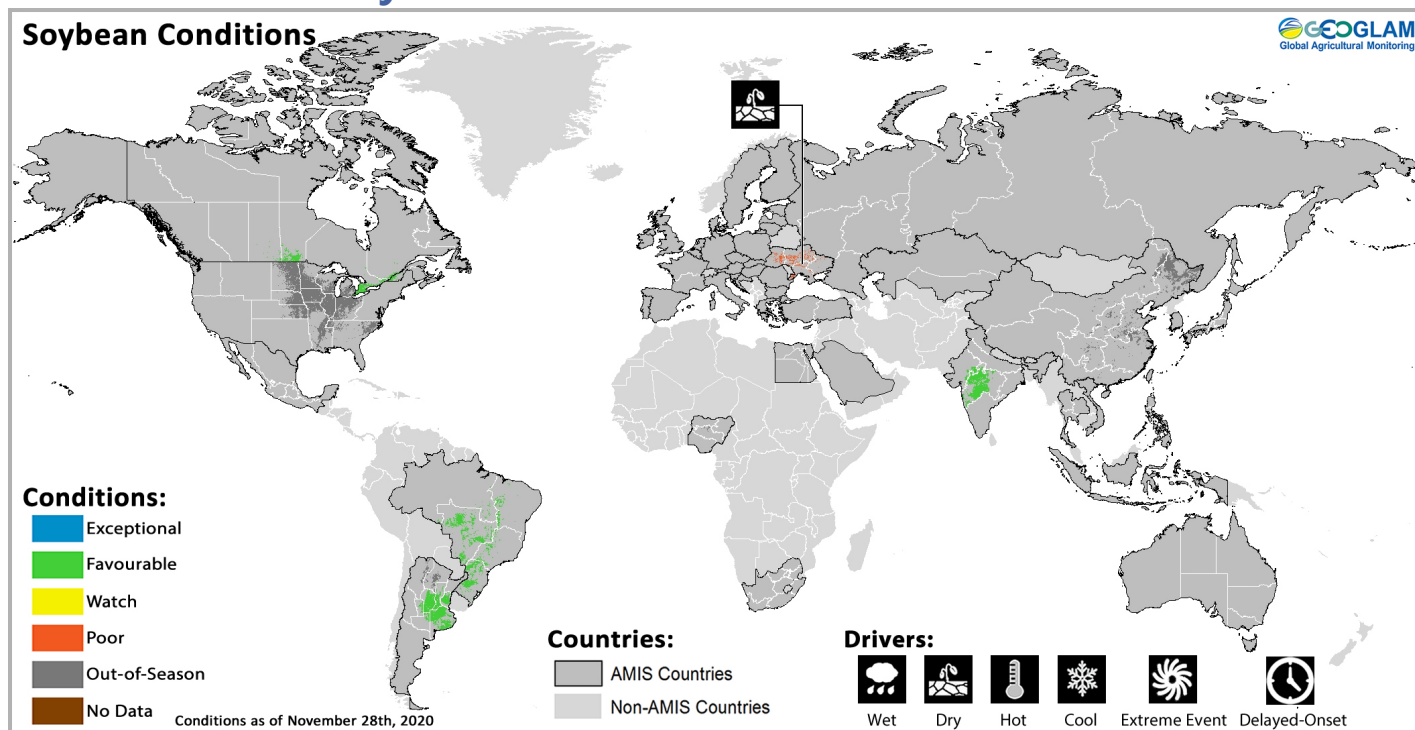 Soybean Conditions
GEOGLAM
Global Agricultural Monitoring
Conditions:
Exceptional
Favourable
Watch
Poor
Out-of-Season
No Data
Conditions as of November 28th, 2020
Countries:
AMIS Countries
Non-AMIS Countries
Drivers:
Wet
Dry
Hot
Cool
Extreme Event
Delayed-Onset